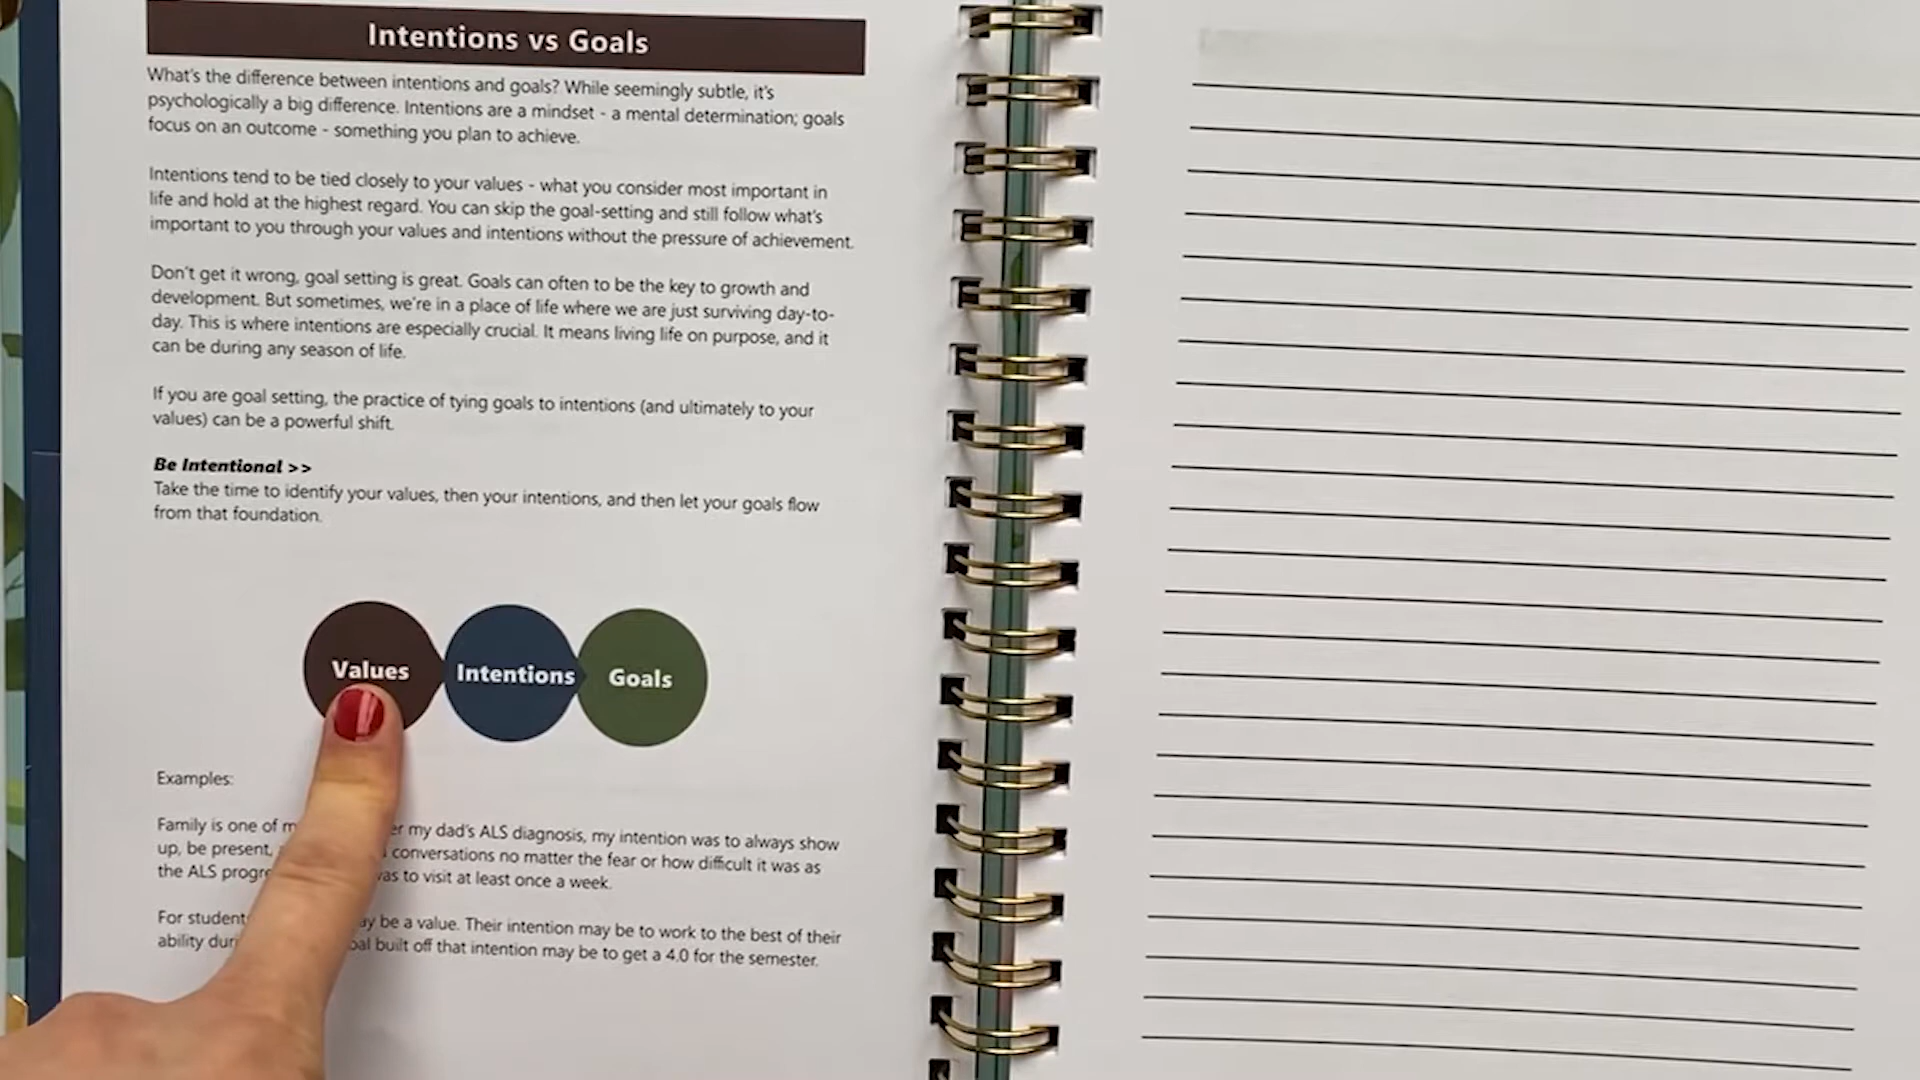 Intentions vs Goals
What's the difference between intentions and goals? While seemingly subtle, it's
psychologically a big difference. Intentions are a mindset - a mental determination; goals
focus on an outcome - something you plan to achieve.
Intentions tend to be tied closely to your values - what you consider most important in
life and hold at the highest regard. You can skip the goal-setting and still follow what's
important to you through your values and intentions without the pressure of achievement.
Don't get it wrong, goal setting is great. Goals can often to be the key to growth and
development. But sometimes, we're in a place of life where we are just surviving day-to-
day. This is where intentions are especially crucial. It means living life on purpose, and it
can be during any season of life.
If you are goal setting, the practice of tying goals to intentions (and ultimately to your
values) can be a powerful shift.
Be Intentional >>
Take the time to identify your values, then your intentions, and then let your goals flow
from that foundation.
Values Intentions Goals
Examples:
Family is one of my dad's ALS diagnosis, my intention was to always show
up, be present, conversations no matter the fear or how difficult it was as
the ALS to visit at least once a week.
For be a value. Their intention may be to work to the best of their
ability built off that intention may be to get a 4.0 for the semester.